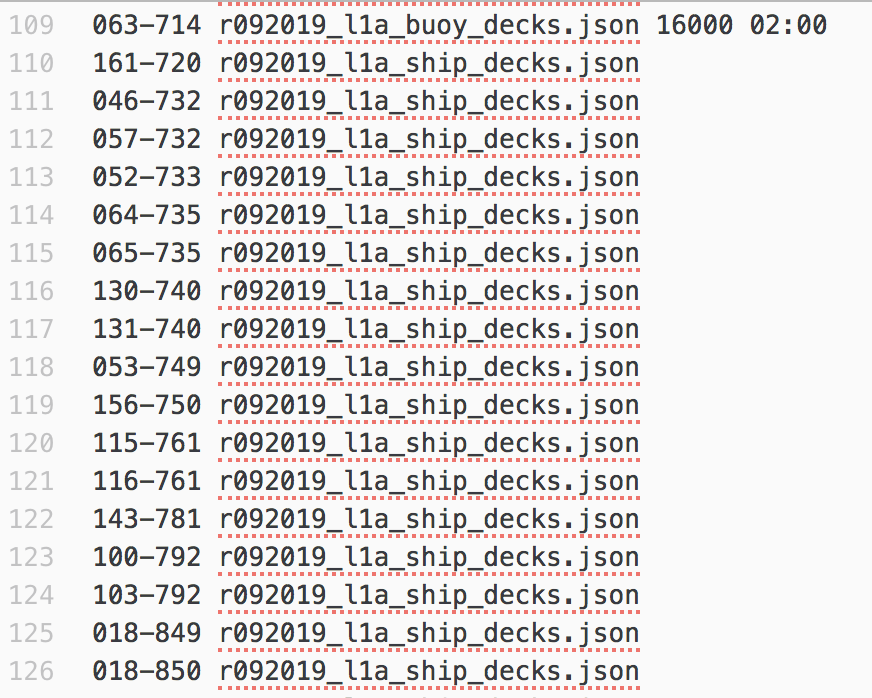 109 063-714 r092019_l1a_buoy_decks.json 16000 02:00
110 161-720 r092019_l1a_ship_decks.json
111 046-732 r092019_l1a_ship_decks.json
112 057-732 r092019_l1a_ship_decks.json
113 052-733 r092019_l1a_ship_decks.json
114 064-735 r092019_l1a_ship_decks.json
115 065-735 r092019_l1a_ship_decks.json
116 130-740 r092019_l1a_ship_decks.json
117 131-740 r092019_l1a_ship_decks.json
118 053-749 r092019_l1a_ship_decks.json
119 156-750 r092019_l1a_ship_decks.json
120 115-761 r092019_l1a_ship_decks.json
121 116-761 r092019_l1a_ship_decks.json
122 143-781 r092019_l1a_ship_decks.json
123 100-792 r092019_l1a_ship_decks.json
124 103-792 r092019_l1a_ship_decks.json
125 018-849 r092019_l1a_ship_decks.json
126 018-850 r092019_l1a_ship_decks.json